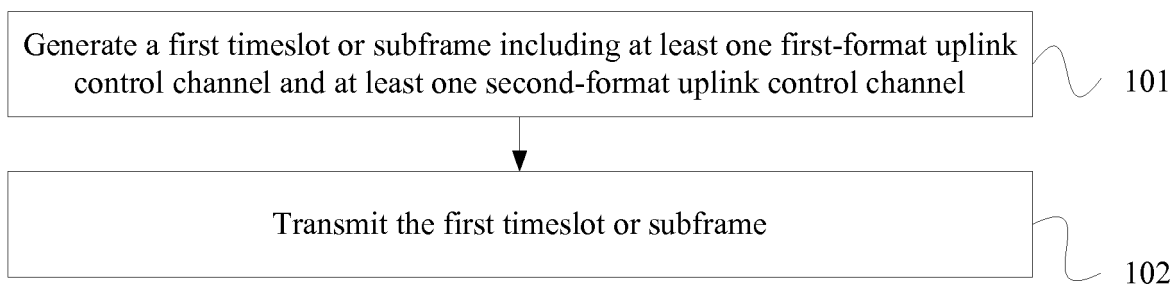 Generate a first timeslot or subframe including at least one first-format uplink
control channel and at least one second-format uplink control channel
101
Transmit the first timeslot or subframe
102